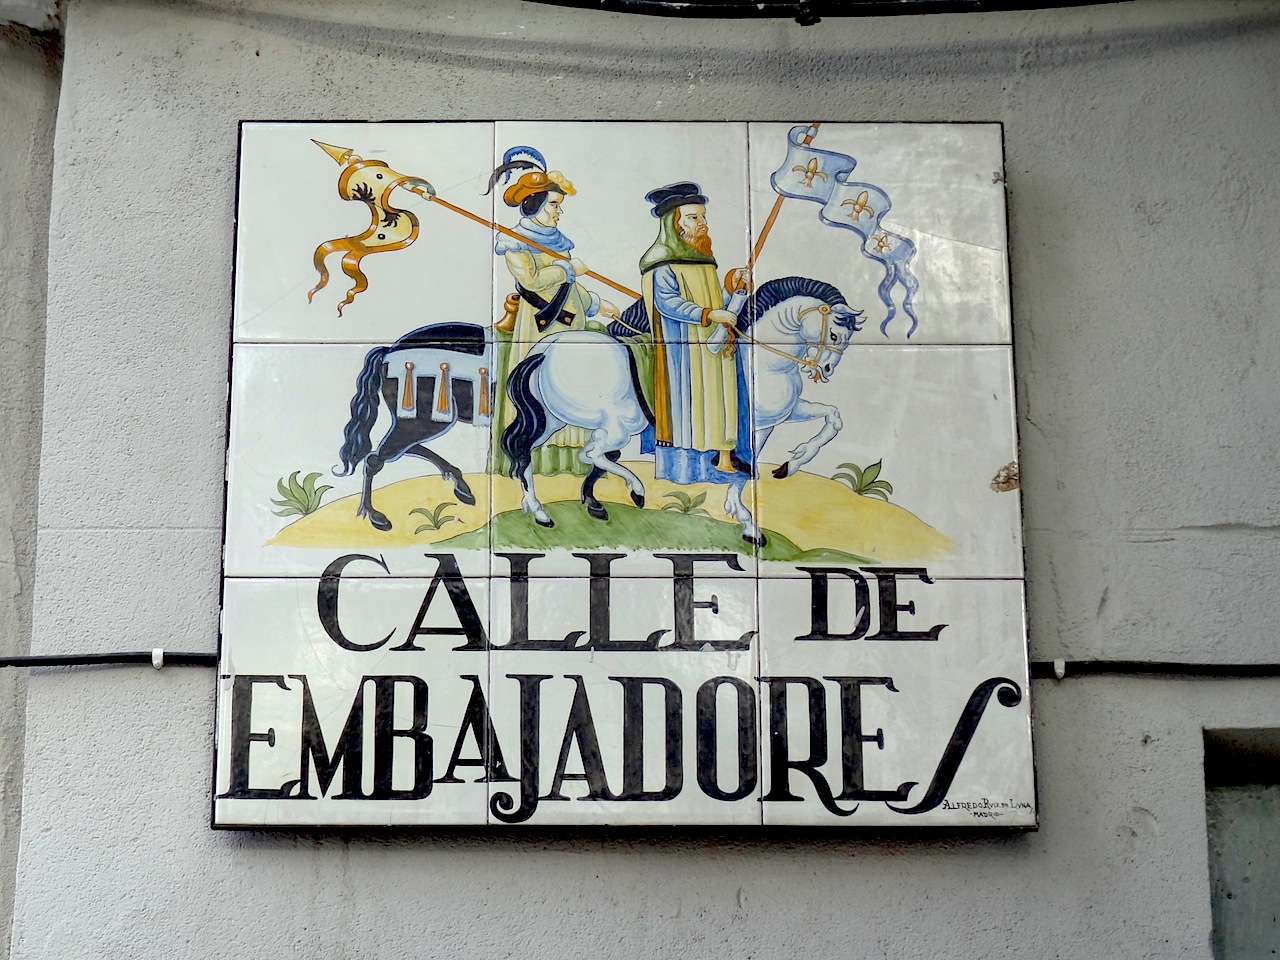 CALLE DE
EMBAJADORES
ALFREDO RUIZ DE LUNA
-MADRID-